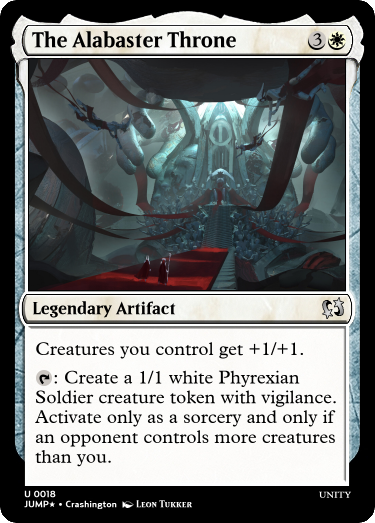 The Alabaster Throne 3
Legendary Artifact
Creatures you control get +1/+1.
: Create a 1/1 white Phyrexian
Soldier creature token with vigilance.
Activate only as a sorcery and only if
an opponent controls more creatures
than you.
U 0018
JUMP★ • Crashington LEON TUKKER
UNITY